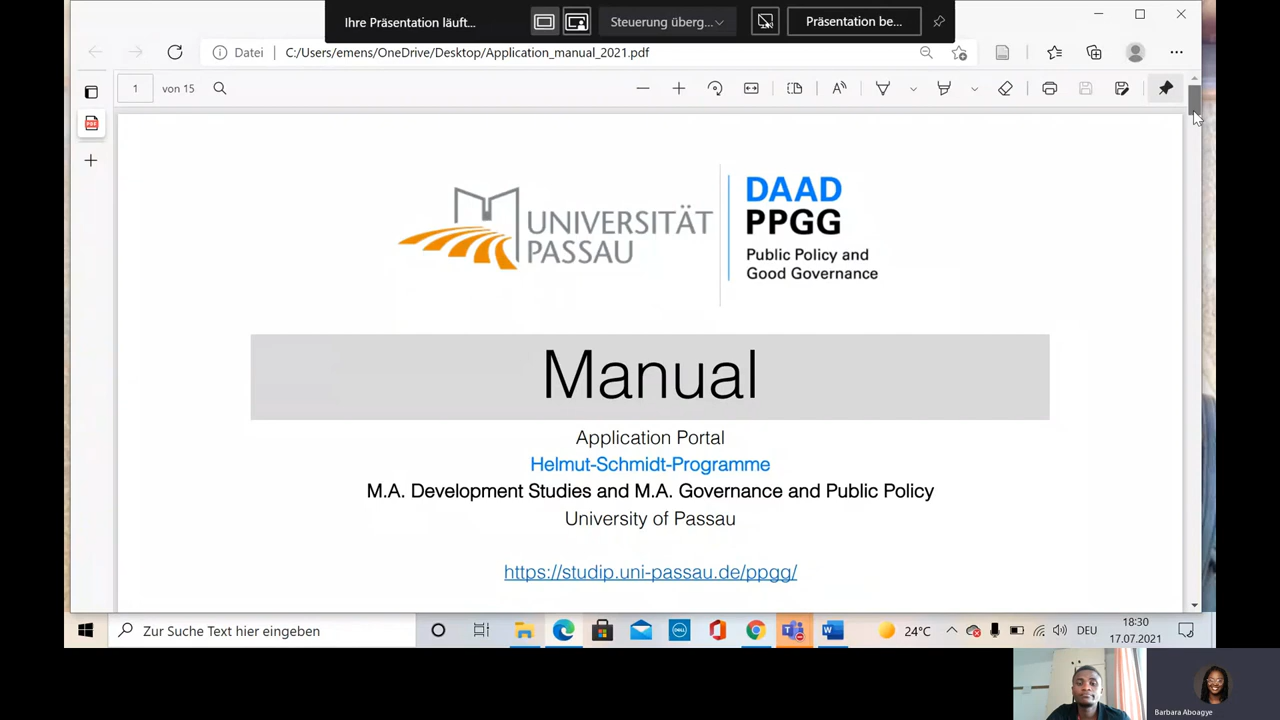 Ihre Präsentation läuft...
Steuerung überg...
Präsentation be...
Datei
C:/Users/emens/OneDrive/Desktop/Application_manual_2021.pdf
1 von 15
UNIVERSITÄT
PASSAU
DAAD
PPGG
Public Policy and
Good Governance
Manual
Application Portal
Helmut-Schmidt-Programme
M.A. Development Studies and M.A. Governance and Public Policy
University of Passau
https://studip.uni-passau.de/ppgg/
Zur Suche Text hier eingeben
24°C
DEU
18:30
17.07.2021
Barbara Aboagye